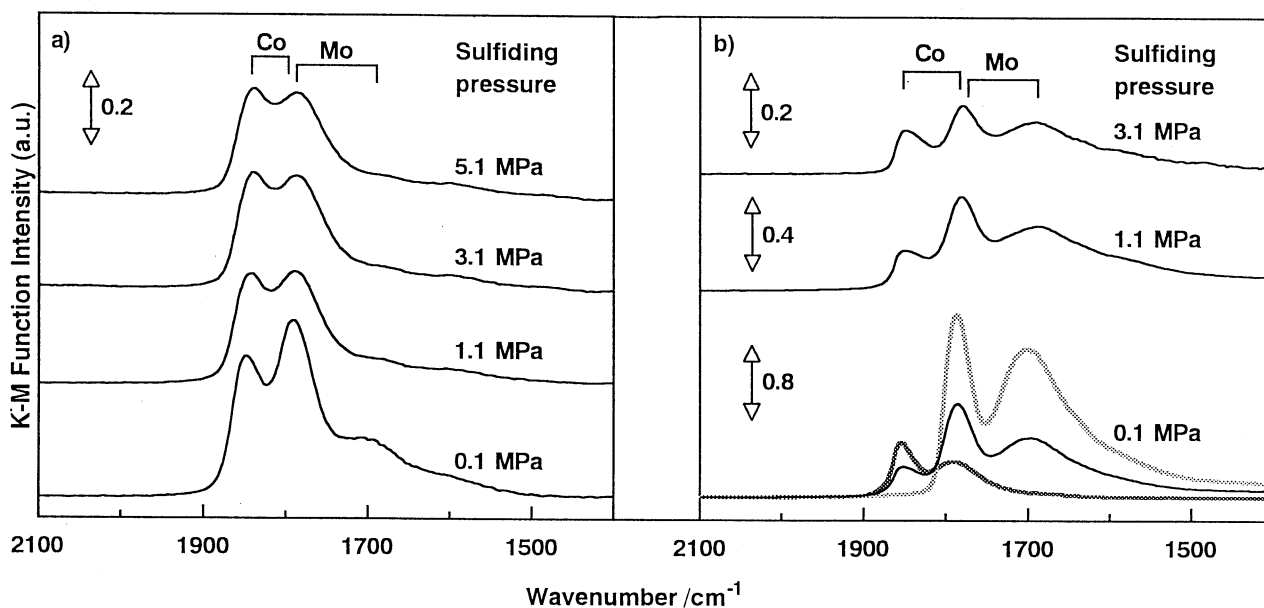 K-M Function Intensity (a.u.)
a)
Co
Mo
Sulfiding
pressure
0.2
5.1 MPa
3.1 MPa
1.1 MPa
0.1 MPa
2100
1900
1700
1500
b)
Co
Mo
Sulfiding
pressure
0.2
3.1 MPa
0.4
1.1 MPa
0.8
0.1 MPa
2100
1900
1700
1500
Wavenumber /cm⁻¹